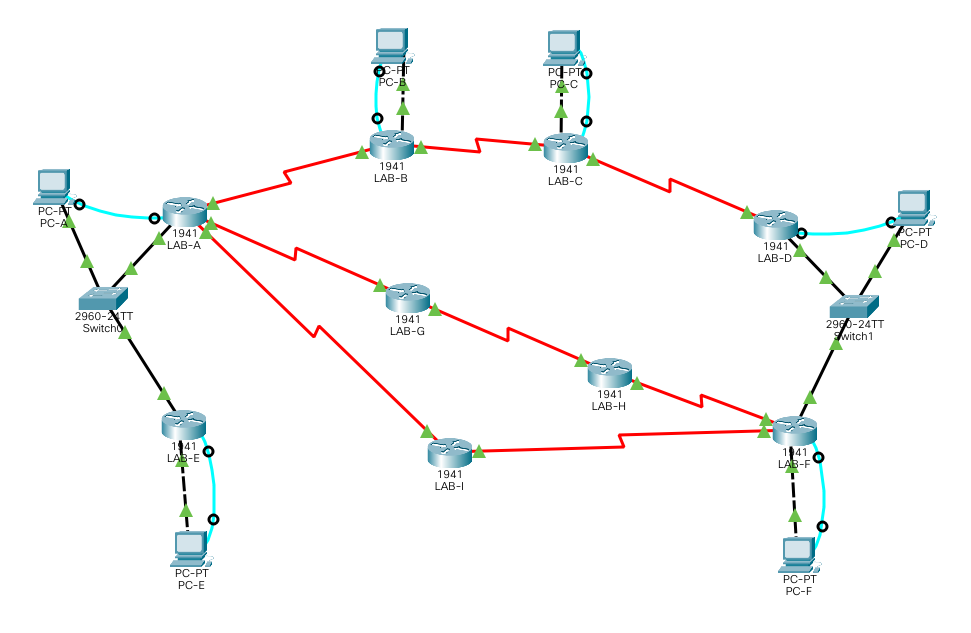 PC-PT
PC-B
PC-PT
PC-C
1941
LAB-B
1941
LAB-C
PC-PT
PC-A
1941
LAB-A
PC-PT
PC-D
1941
LAB-D
2960-24TT
Switch0
1941
LAB-G
2960-24TT
Switch1
1941
LAB-H
1941
LAB-E
1941
LAB-I
1941
LAB-F
PC-PT
PC-E
PC-PT
PC-F